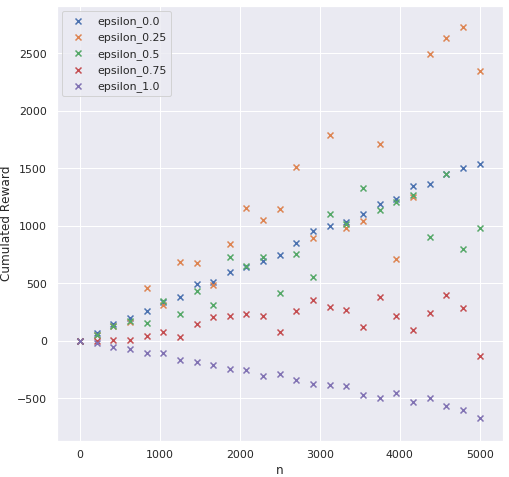 epsilon_0.0
epsilon_0.25
epsilon_0.5
epsilon_0.75
epsilon_1.0
2500
2000
1500
1000
500
0
−500
Cumulated Reward
0
1000
2000
3000
4000
5000
n